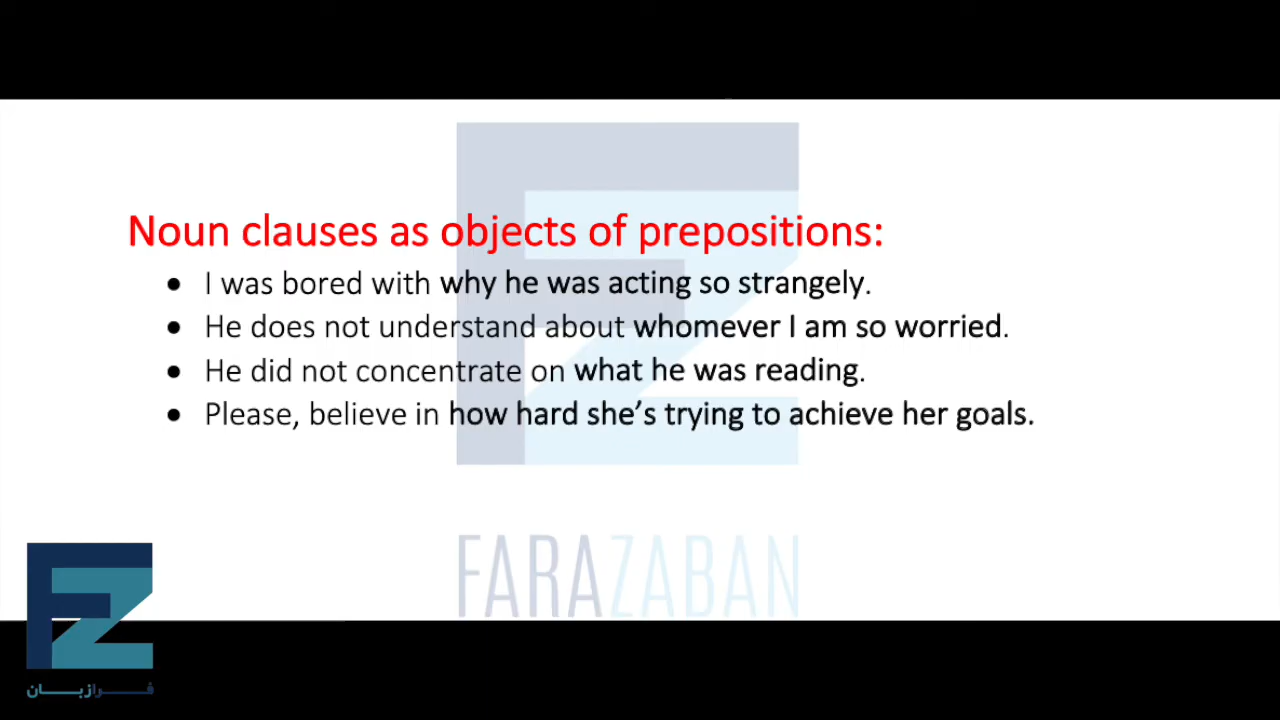 Noun clauses as objects of prepositions:
• I was bored with why he was acting so strangely.
• He does not understand about whomever I am so worried.
• He did not concentrate on what he was reading.
• Please, believe in how hard she’s trying to achieve her goals.
FARAZABAN
فرازبان